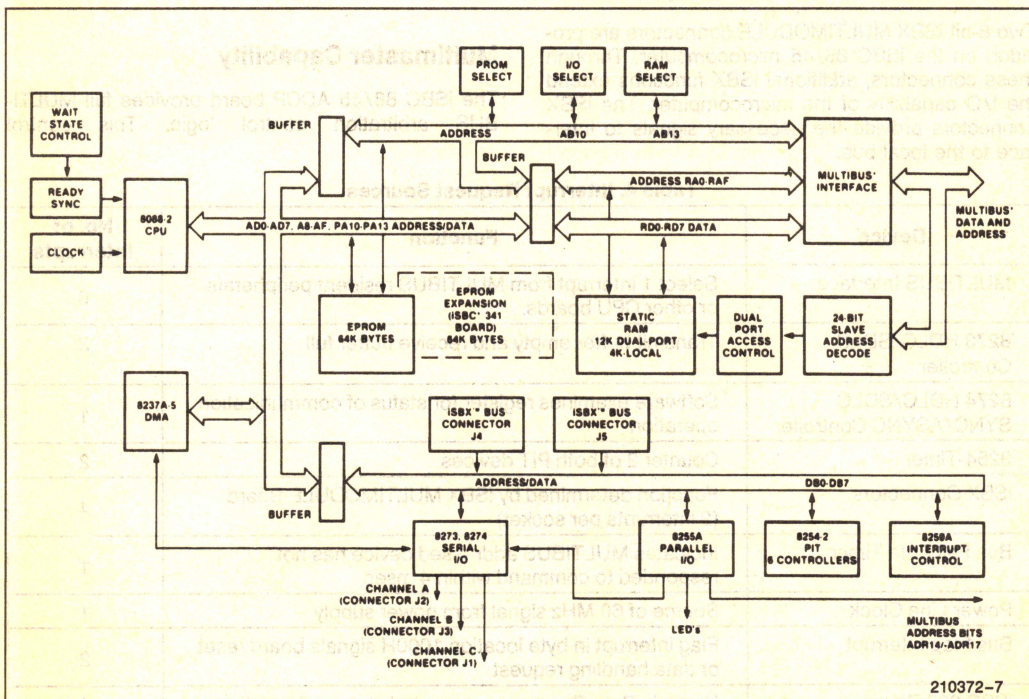 PROM
SELECT
I/O
SELECT
RAM
SELECT
WAIT
STATE
CONTROL
BUFFER
ADDRESS
AB10
AB13
BUFFER
READY
SYNC
8088-2
CPU
ADDRESS RA0-RAF
MULTIBUS*
INTERFACE
CLOCK
AD0-AD7, A8-AF, PA10-PA13 ADDRESS/DATA
RD0-RD7 DATA
MULTIBUS*
DATA AND
ADDRESS
EPROM
64K BYTES
EPROM
EXPANSION
(iSBC* 341
BOARD)
64K BYTES
STATIC
RAM
12K DUAL-PORT
4K-LOCAL
DUAL
PORT
ACCESS
CONTROL
24-BIT
SLAVE
ADDRESS
DECODE
8237A-5
DMA
iSBX™ BUS
CONNECTOR
J4
iSBX™ BUS
CONNECTOR
J5
ADDRESS/DATA
DB0-DB7
BUFFER
8273, 8274
SERIAL
I/O
8255A
PARALLEL
I/O
8254-2
PIT
6 CONTROLLERS
8259A
INTERRUPT
CONTROL
CHANNEL A
(CONNECTOR J2)
CHANNEL B
(CONNECTOR J3)
CHANNEL C
(CONNECTOR J1)
LED's
MULTIBUS
ADDRESS BITS
ADR10-ADR17
210372-7